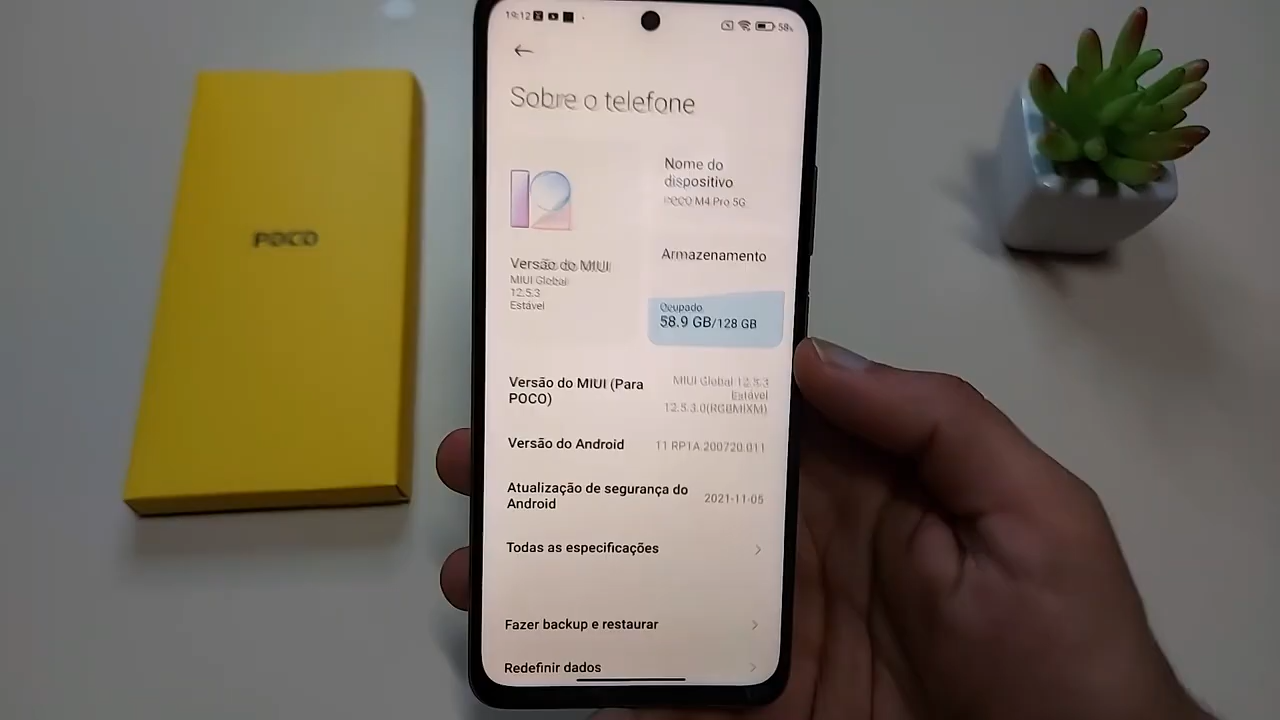 POCO
19:12
58%
Sobre o telefone
Versão do MIUI
MIUI Global
12.5.3
Estável
Nome do
dispositivo
POCO M4 Pro 5G
Armazenamento
Ocupado
58.9 GB/128 GB
Versão do MIUI (Para
POCO)
MIUI Global 12.5.3
Estável
12.5.3.0(RGBMIXM)
Versão do Android
11 RP1A.200720.011
Atualização de segurança do
Android
2021-11-05
Todas as especificações
Fazer backup e restaurar
Redefinir dados